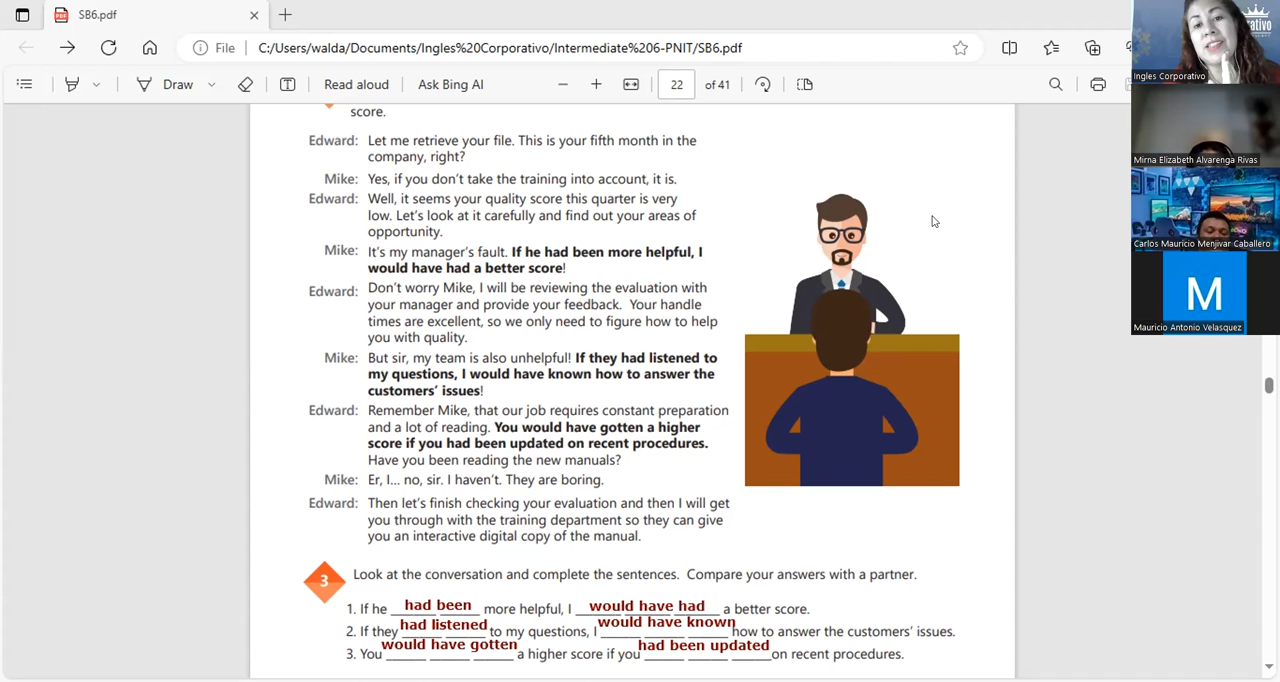 SB6.pdf
File
C:/Users/walda/Documents/Ingles%20Corporativo/Intermediate%206-PNIT/SB6.pdf
Draw
Read aloud
Ask Bing AI
22 of 41
score.
Edward: Let me retrieve your file. This is your fifth month in the
company, right?
Mike: Yes, if you don't take the training into account, it is.
Edward: Well, it seems your quality score this quarter is very
low. Let's look at it carefully and find out your areas of
opportunity.
Mike: It's my manager's fault. If he had been more helpful, I
would have had a better score!
Edward: Don't worry Mike, I will be reviewing the evaluation with
your manager and provide your feedback. Your handle
times are excellent, so we only need to figure how to help
you with quality.
Mike: But sir, my team is also unhelpful! If they had listened to
my questions, I would have known how to answer the
customers' issues!
Edward: Remember Mike, that our job requires constant preparation
and a lot of reading. You would have gotten a higher
score if you had been updated on recent procedures.
Have you been reading the new manuals?
Mike: Er, I... no, sir. I haven't. They are boring.
Edward: Then let's finish checking your evaluation and then I will get
you through with the training department so they can give
you an interactive digital copy of the manual.
3 Look at the conversation and complete the sentences. Compare your answers with a partner.
1. If he had been more helpful, I would have had a better score.
2. If they had listened to my questions, I would have known how to answer the customers' issues.
3. You would have gotten a higher score if you had been updated on recent procedures.
Ingles Corporativo
Mirna Elizabeth Alvarenga Rivas
Carlos Mauricio Menjivar Caballero
M
Mauricio Antonio Velasquez